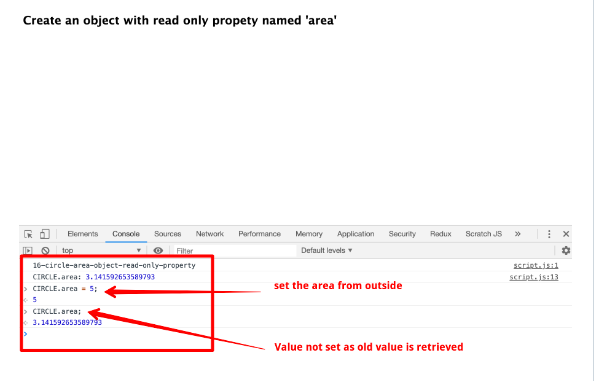 Create an object with read only propety named 'area'
Elements Console Sources Network Performance Memory Application Security Redux Scratch JS »
top ▼ Filter Default levels ▼
16-circle-area-object-read-only-property script.js:1
CIRCLE.area: 3.141592653589793 script.js:13
> CIRCLE.area = 5;
set the area from outside
< 5
> CIRCLE.area;
< 3.141592653589793
Value not set as old value is retrieved
>